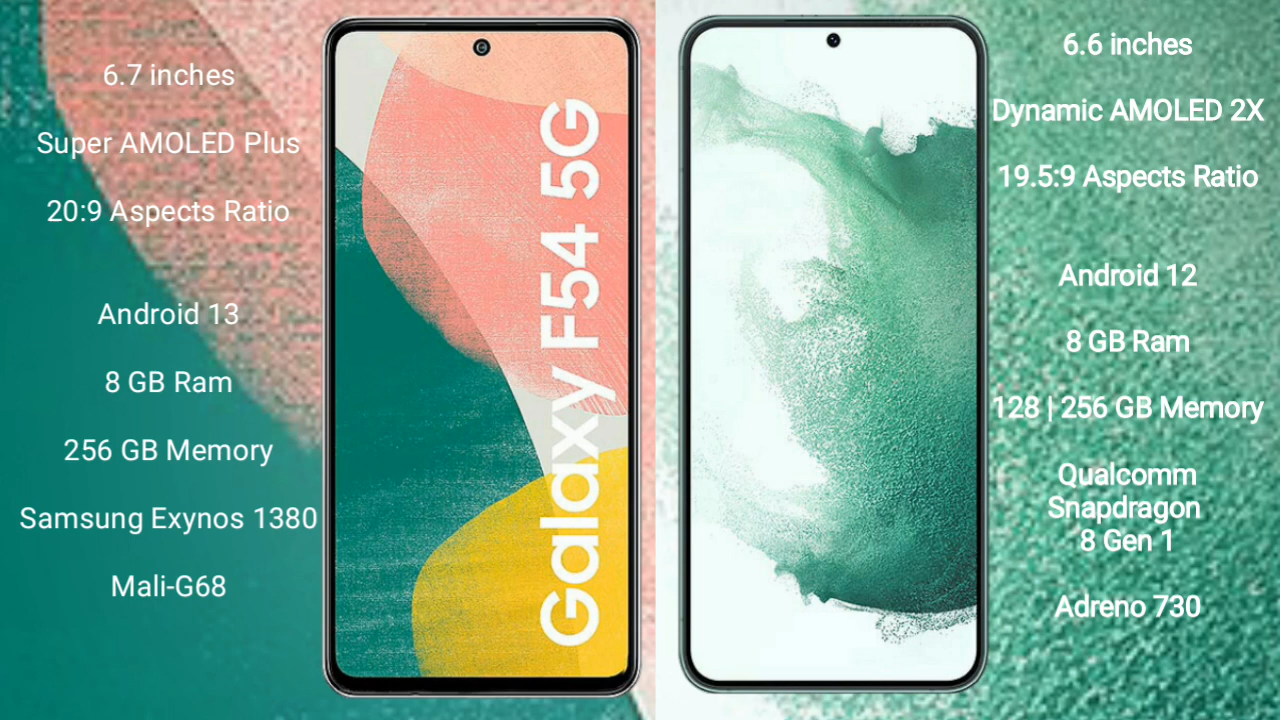 6.7 inches
Super AMOLED Plus
20:9 Aspects Ratio
Android 13
8 GB Ram
256 GB Memory
Samsung Exynos 1380
Mali-G68
Galaxy F54 5G
6.6 inches
Dynamic AMOLED 2X
19.5:9 Aspects Ratio
Android 12
8 GB Ram
128 | 256 GB Memory
Qualcomm
Snapdragon
8 Gen 1
Adreno 730